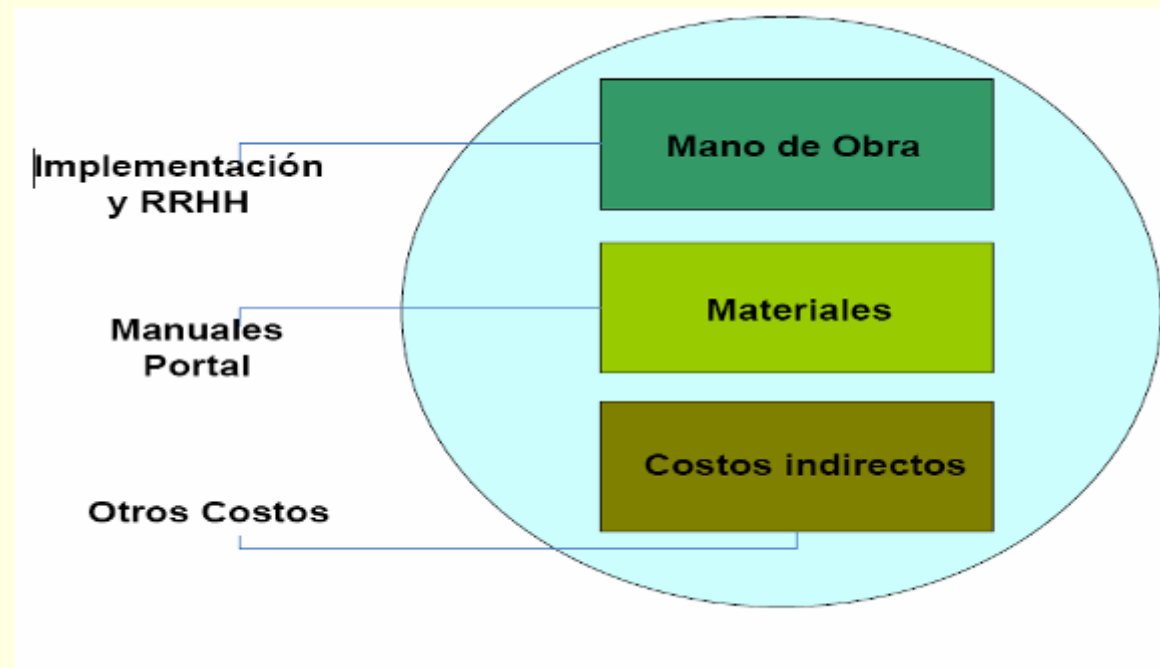 Implementación
y RRHH
Mano de Obra
Manuales
Portal
Materiales
Otros Costos
Costos indirectos